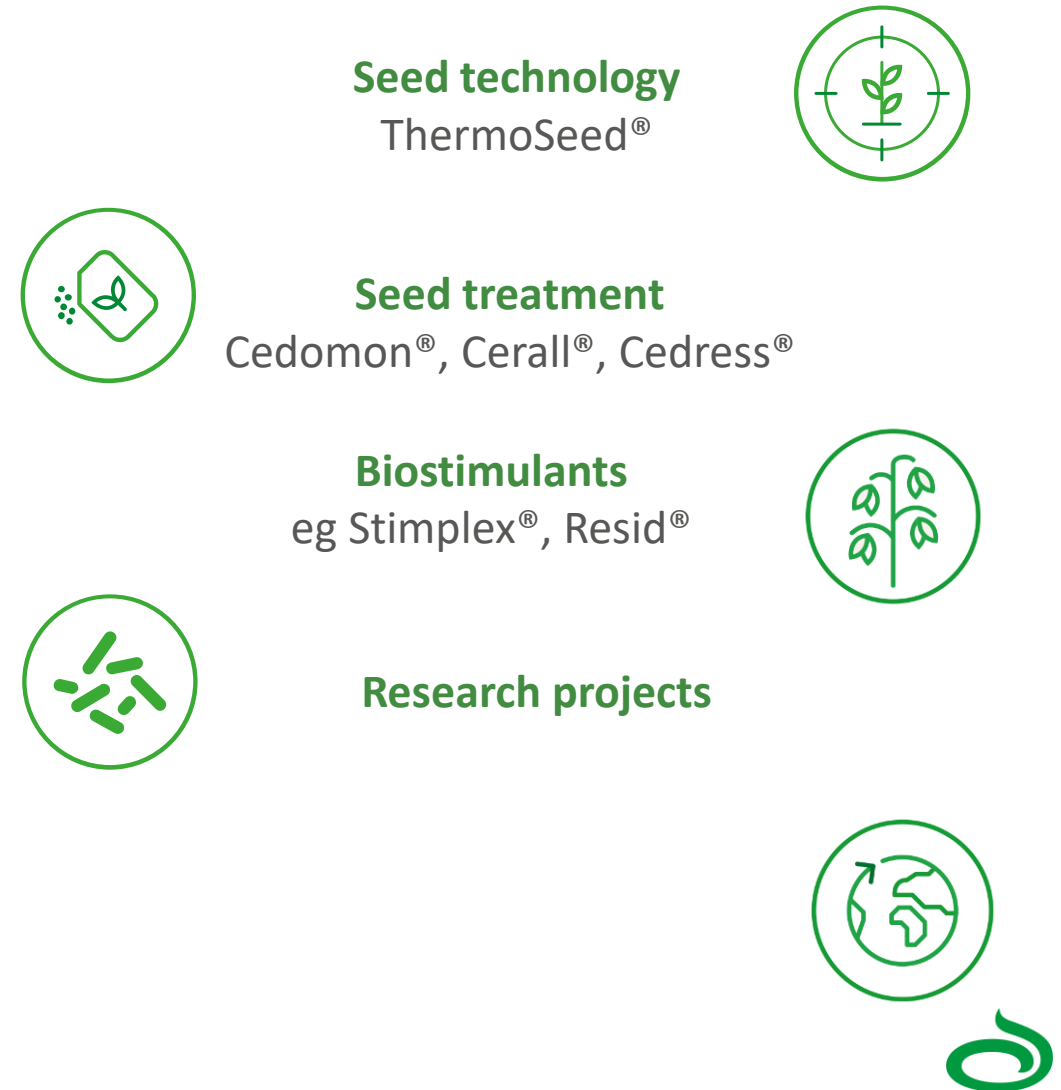 Seed technology
ThermoSeed®
Seed treatment
Cedomon®, Cerall®, Cedress®
Biostimulants
eg Stimplex®, Resid®
Research projects